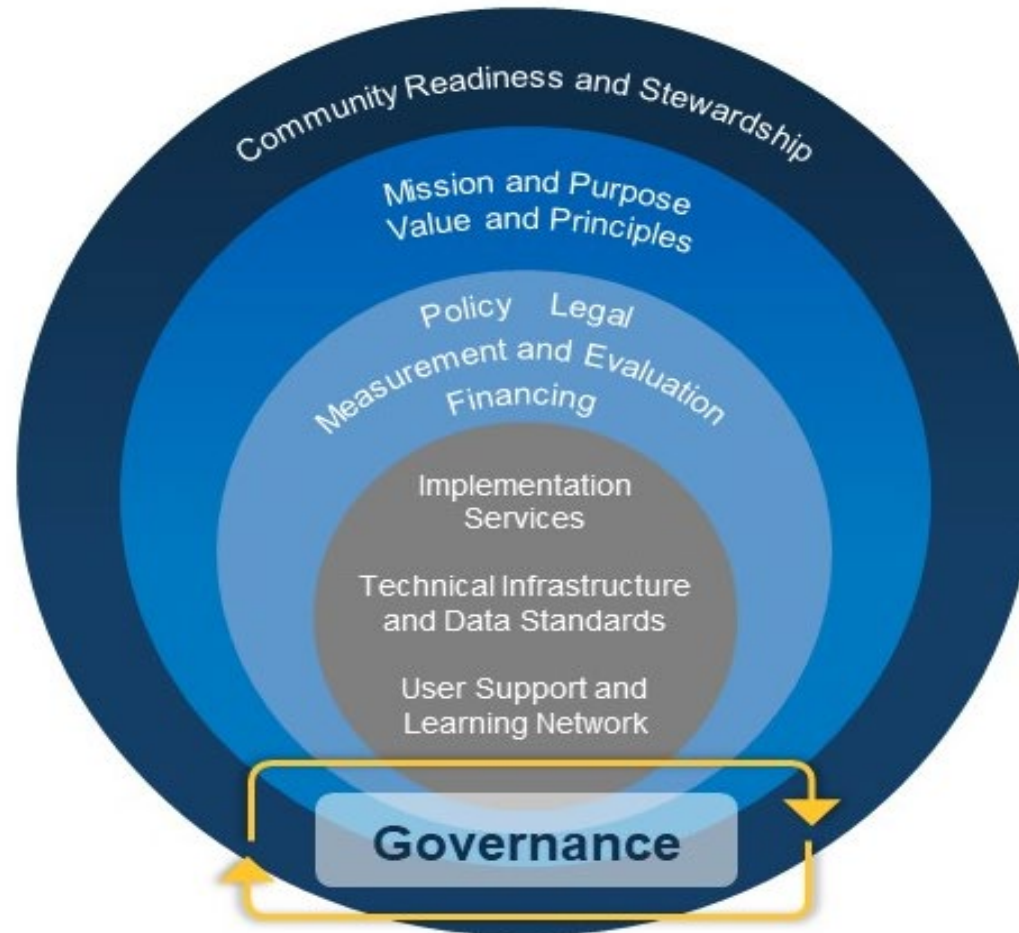 Community Readiness and Stewardship
Mission and Purpose
Value and Principles
Policy Legal
Measurement and Evaluation
Financing
Implementation
Services
Technical Infrastructure
and Data Standards
User Support and
Learning Network
Governance